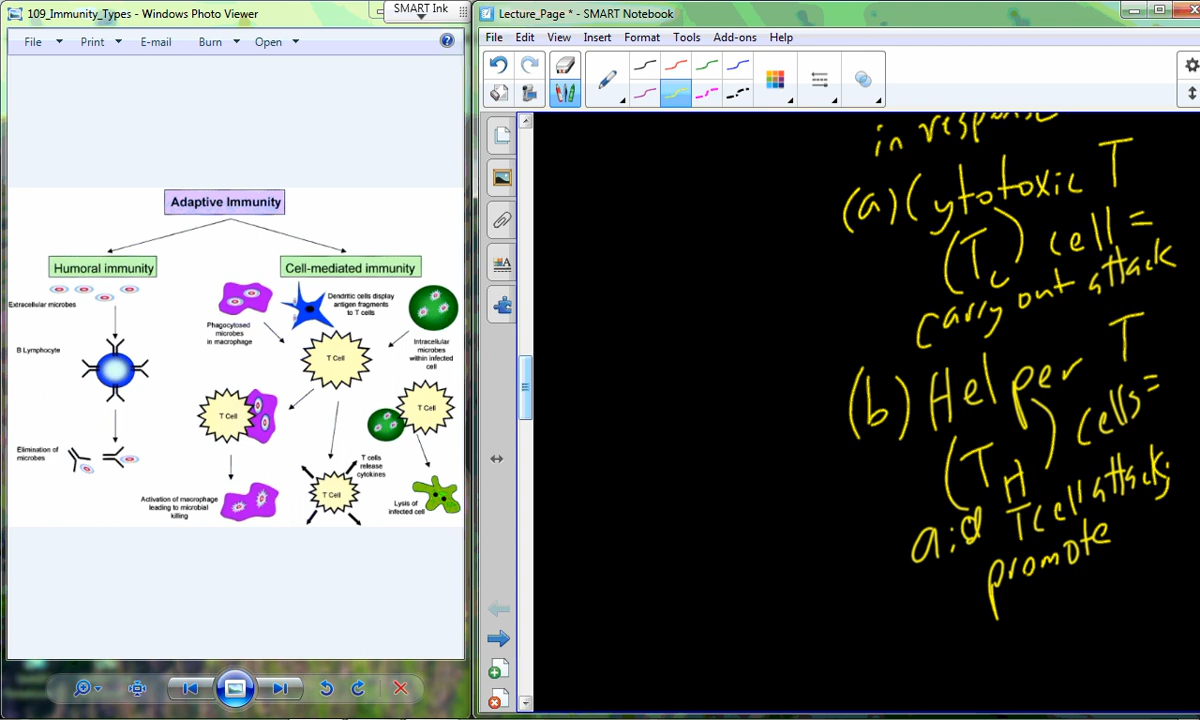 109_Immunity_Types - Windows Photo Viewer
SMART Ink
File Print E-mail Burn Open
Adaptive Immunity
Humoral immunity
Cell-mediated immunity
Extracellular microbes
B Lymphocyte
Elimination of
microbes
Phagocytosed
microbes
in macrophage
Dendritic cells display
antigen fragments
to T cells
T Cell
Intracellular
microbes
within infected
cell
T Cell
T Cell
T cells
release
cytokines
T Cell
Activation of macrophage
leading to microbial
killing
Lysis of
infected cell
Lecture_Page * - SMART Notebook
File Edit View Insert Format Tools Add-ons Help
in response
(a) Cytotoxic T
(Tc) cell =
carry out attack
(b) Helper T
(TH) cells =
aid T cell attack;
promote